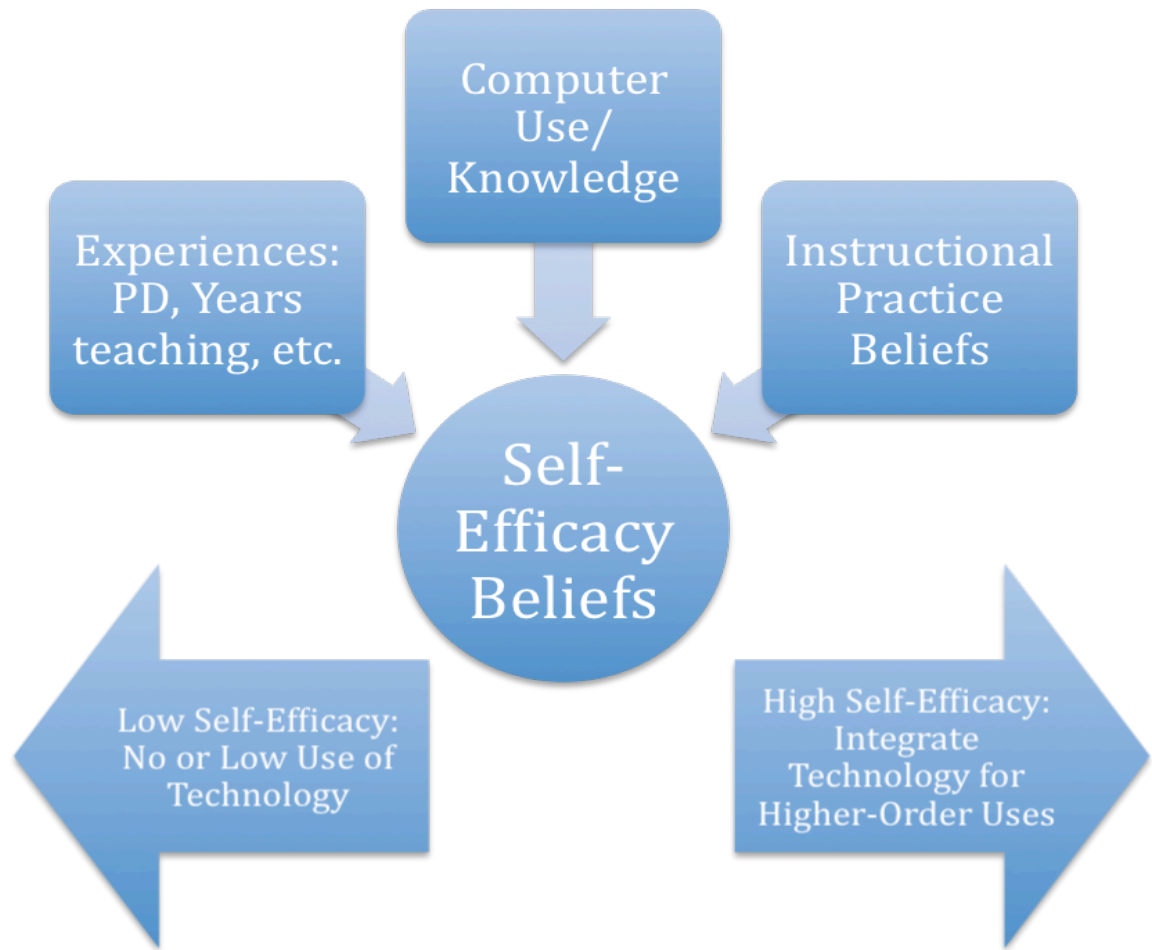 Computer
Use/
Knowledge
Experiences:
PD, Years
teaching, etc.
Instructional
Practice
Beliefs
Self-
Efficacy
Beliefs
Low Self-Efficacy:
No or Low Use of
Technology
High Self-Efficacy:
Integrate
Technology for
Higher-Order Uses